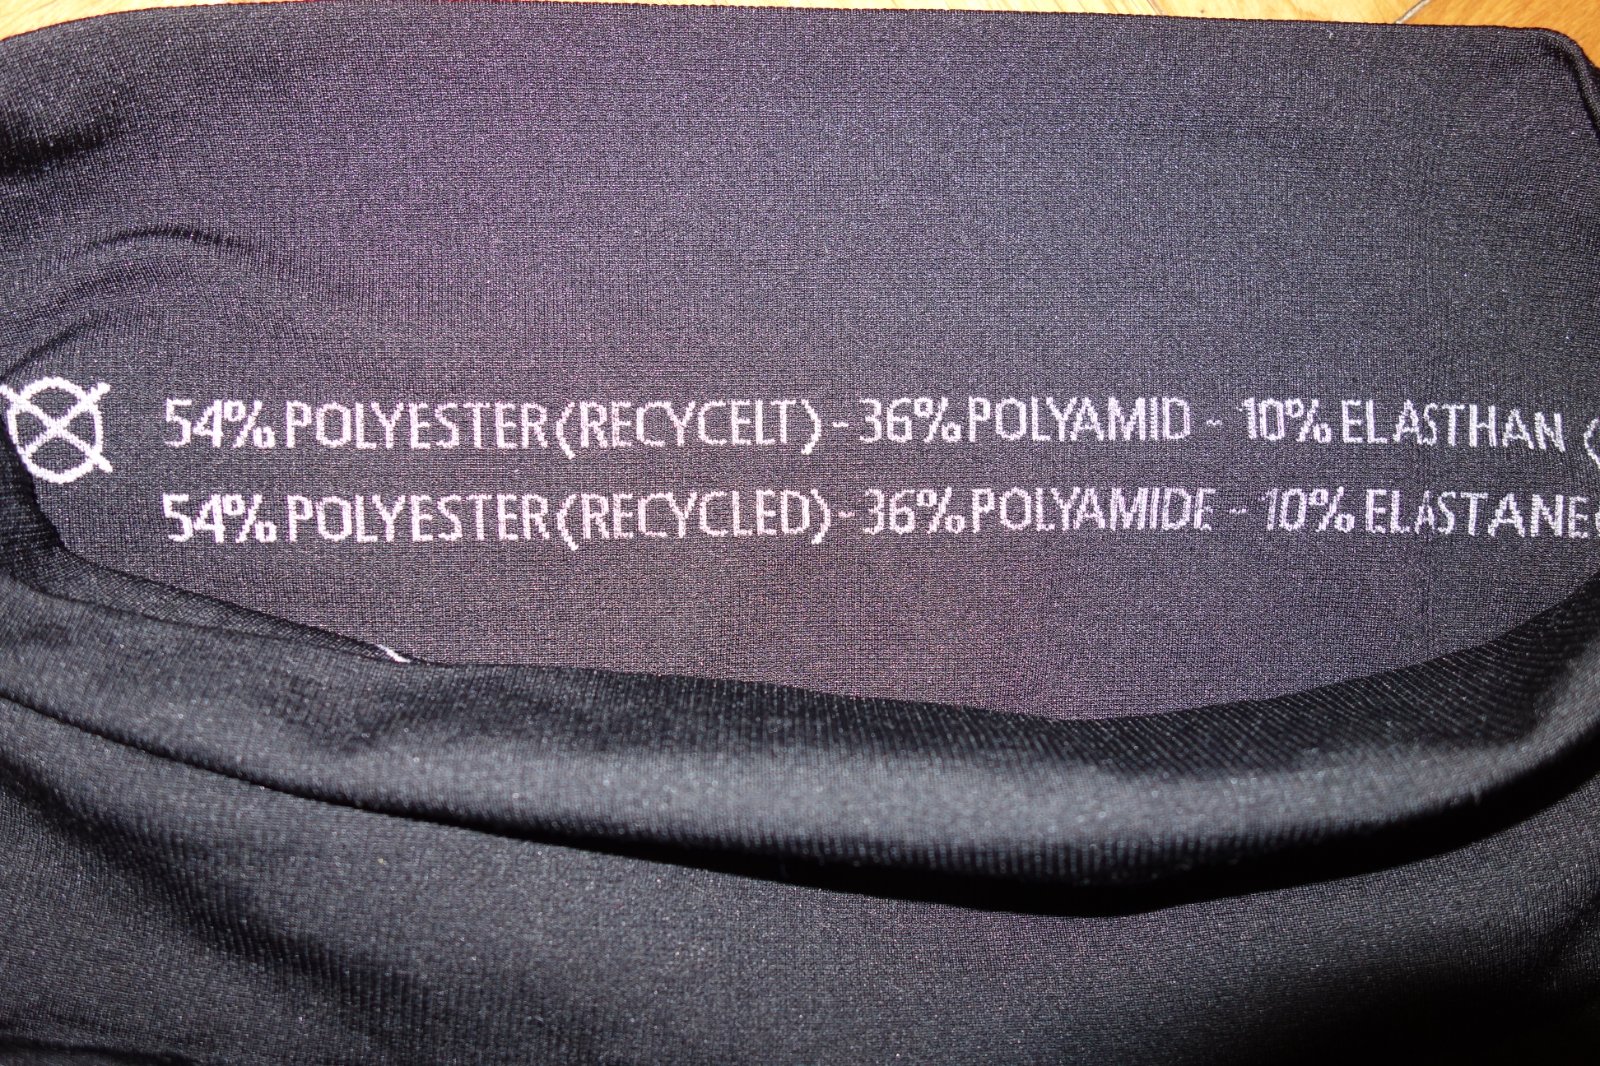 54% POLYESTER (RECYCELT) - 36% POLYAMID - 10% ELASTHAN (
54% POLYESTER (RECYCLED) - 36% POLYAMIDE - 10% ELASTANE (